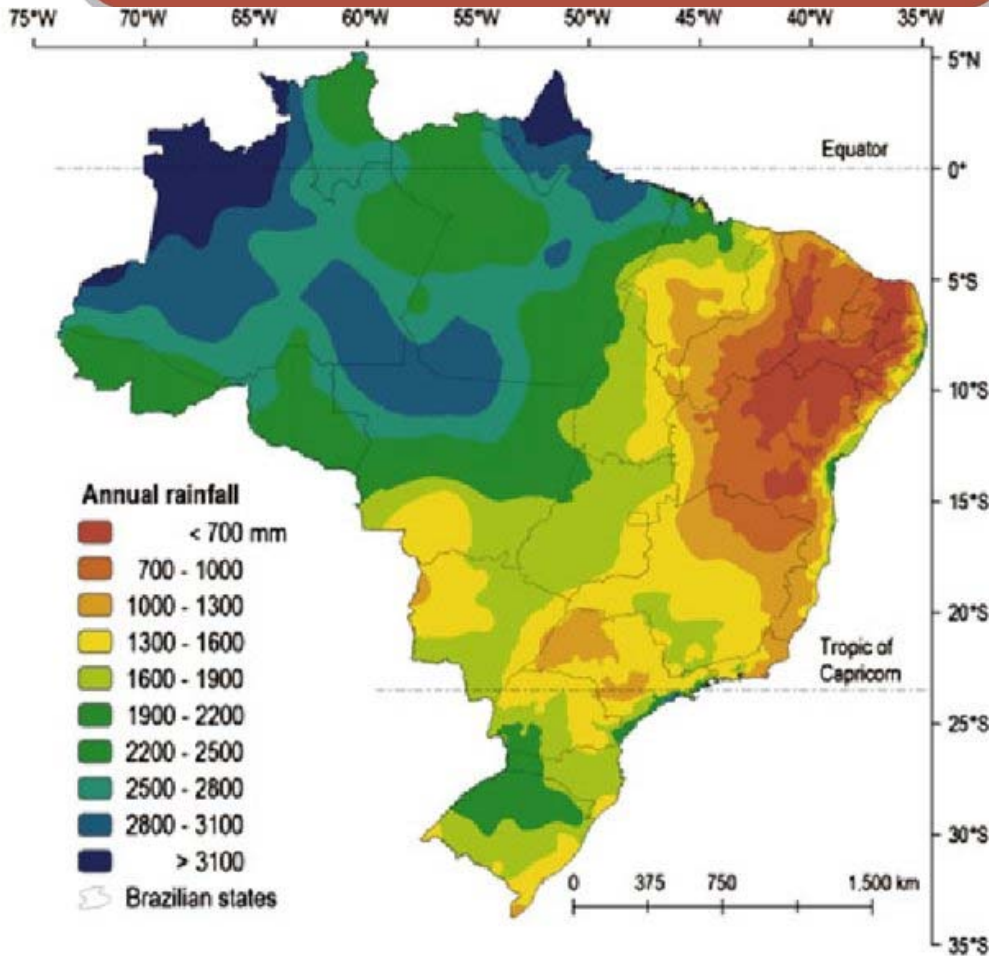 75°W 70°W 65°W 60°W 55°W 50°W 45°W 40°W 35°W
5°N
Equator
0°
5°S
10°S
Annual rainfall
15°S
< 700 mm
700 - 1000
1000 - 1300
20°S
1300 - 1600
Tropic of
Capricorn
1600 - 1900
1900 - 2200
25°S
2200 - 2500
2500 - 2800
2800 - 3100
30°S
> 3100
0 375 750 1.500 km
Brazilian states
35°S